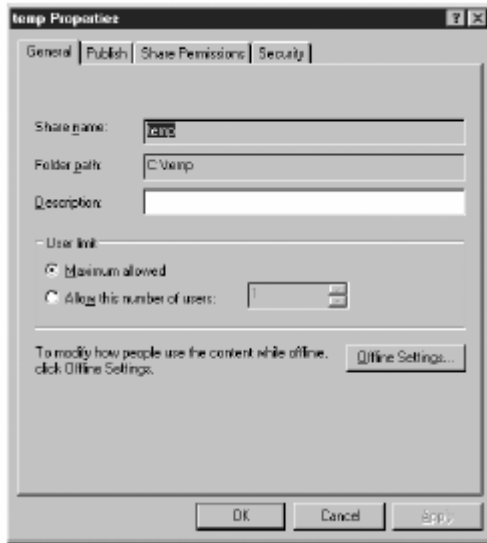 temp Properties
General Publish Share Permissions Security
Share name: temp
Folder path: C:\temp
Description:
User limit
Maximum allowed
Allow this number of users: 1
To modify how people use the content while offline,
click Offline Settings.
Offline Settings...
OK Cancel Apply